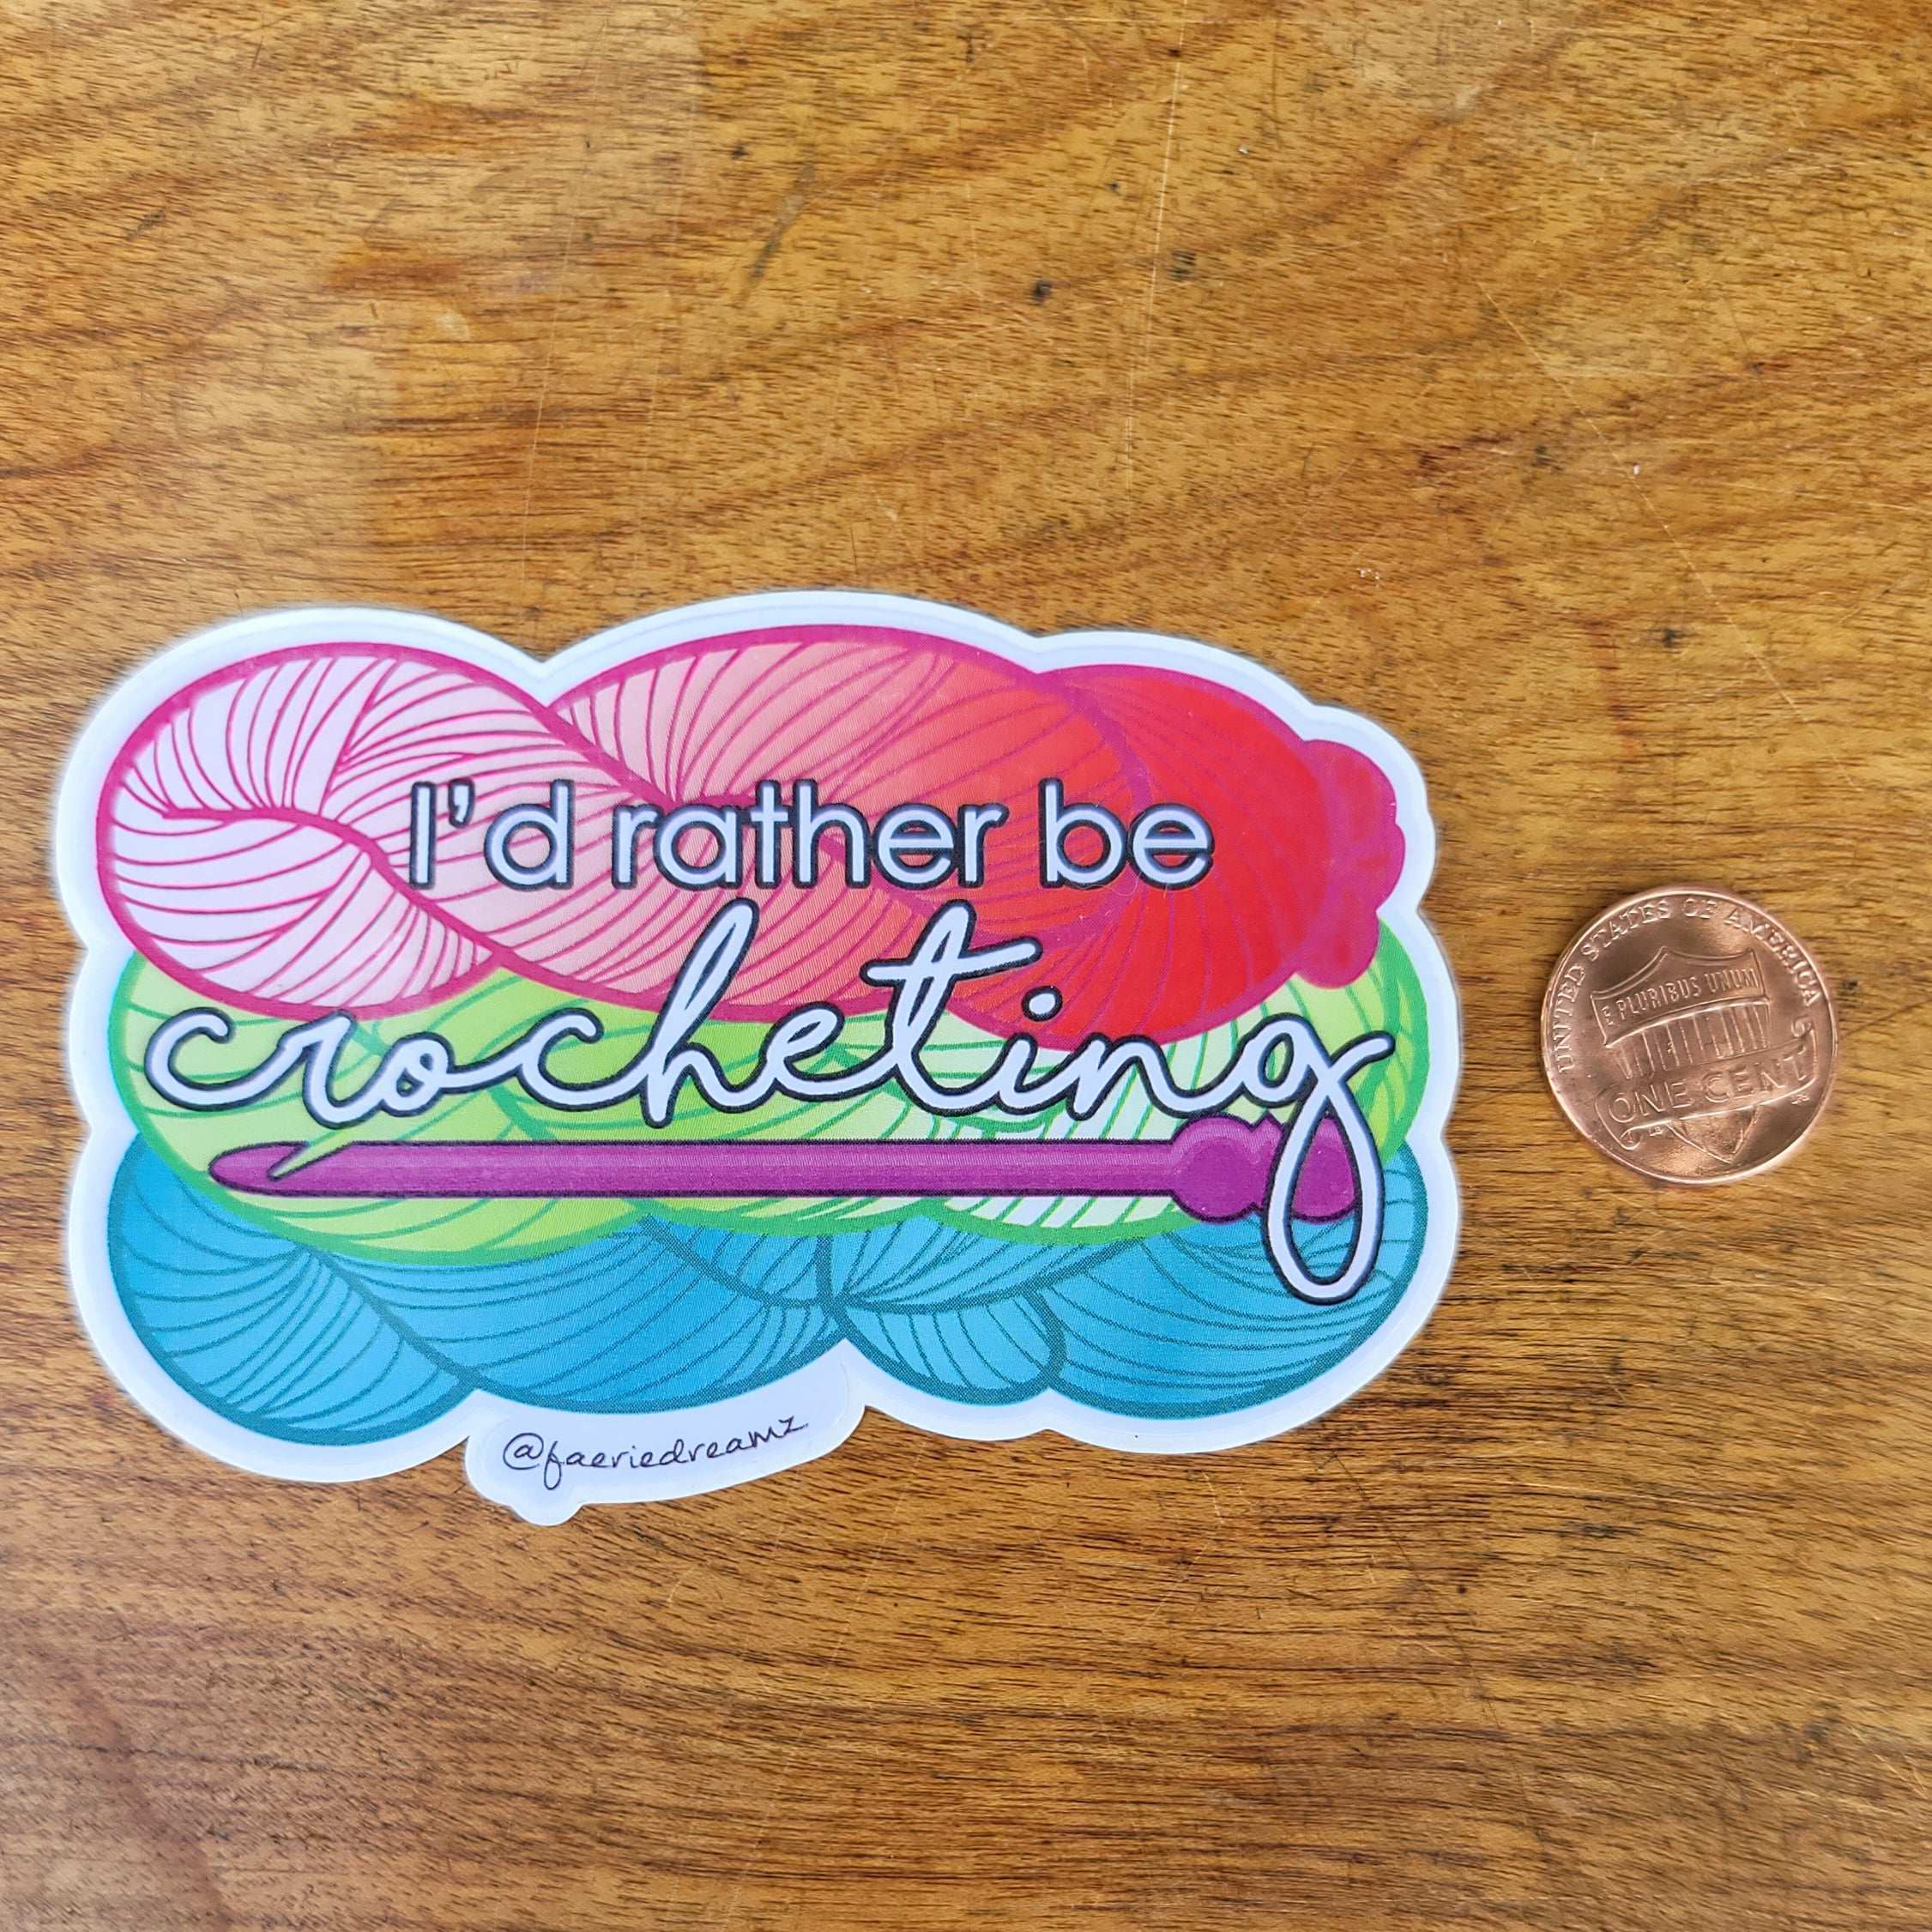 I'd rather be
crocheting
@faeriedreamz
UNITED STATES OF AMERICA
E PLURIBUS UNUM
ONE CENT